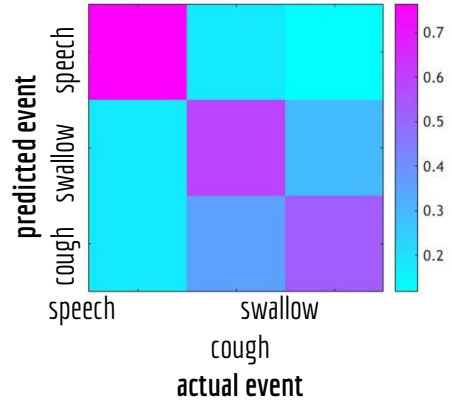 predicted event
speech
swallow
cough
0.7
0.6
0.5
0.4
0.3
0.2
speech
swallow
cough
actual event